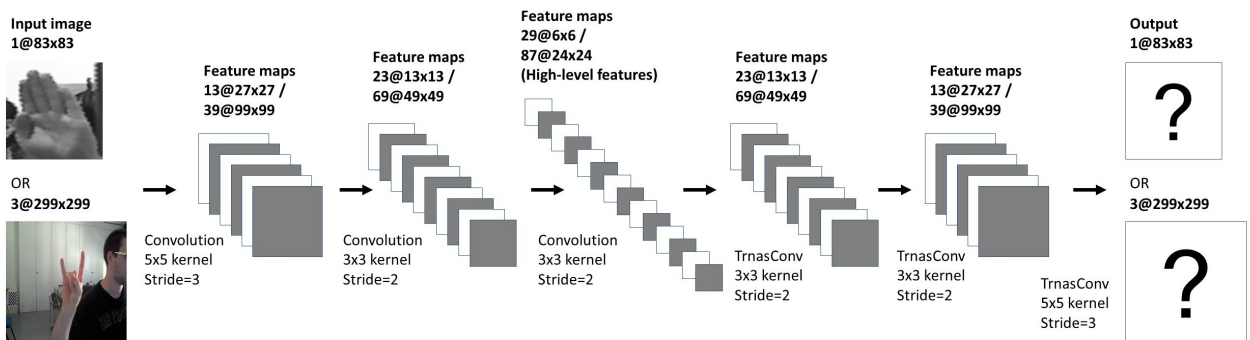 Input image
1@83x83
OR
3@299x299
Feature maps
13@27x27 /
39@99x99
Convolution
5x5 kernel
Stride=3
Feature maps
23@13x13 /
69@49x49
Convolution
3x3 kernel
Stride=2
Feature maps
29@6x6 /
87@24x24
(High-level features)
Convolution
3x3 kernel
Stride=2
Feature maps
23@13x13 /
69@49x49
TrnasConv
3x3 kernel
Stride=2
Feature maps
13@27x27 /
39@99x99
TrnasConv
3x3 kernel
Stride=2
TrnasConv
5x5 kernel
Stride=3
Output
1@83x83
?
OR
3@299x299
?